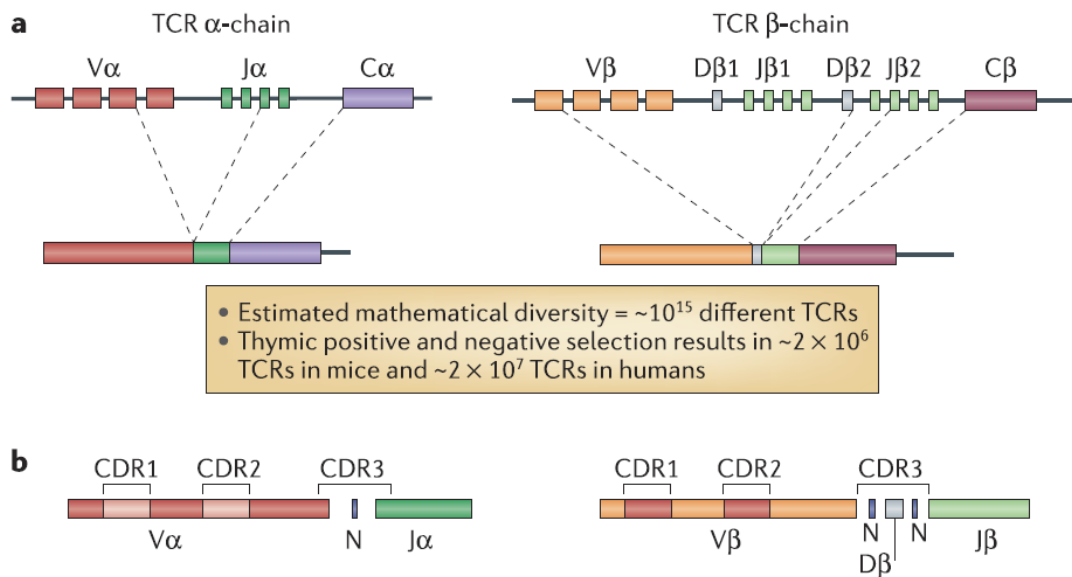 a
TCR α-chain
TCR β-chain
Vα
Jα
Cα
Vβ
Dβ1
Jβ1
Dβ2
Jβ2
Cβ
• Estimated mathematical diversity = ~10¹⁵ different TCRs
• Thymic positive and negative selection results in ~2 × 10⁶
TCRs in mice and ~2 × 10⁷ TCRs in humans
b
CDR1
CDR2
CDR3
CDR1
CDR2
CDR3
Vα
N
Jα
Vβ
N
Dβ
N
Jβ